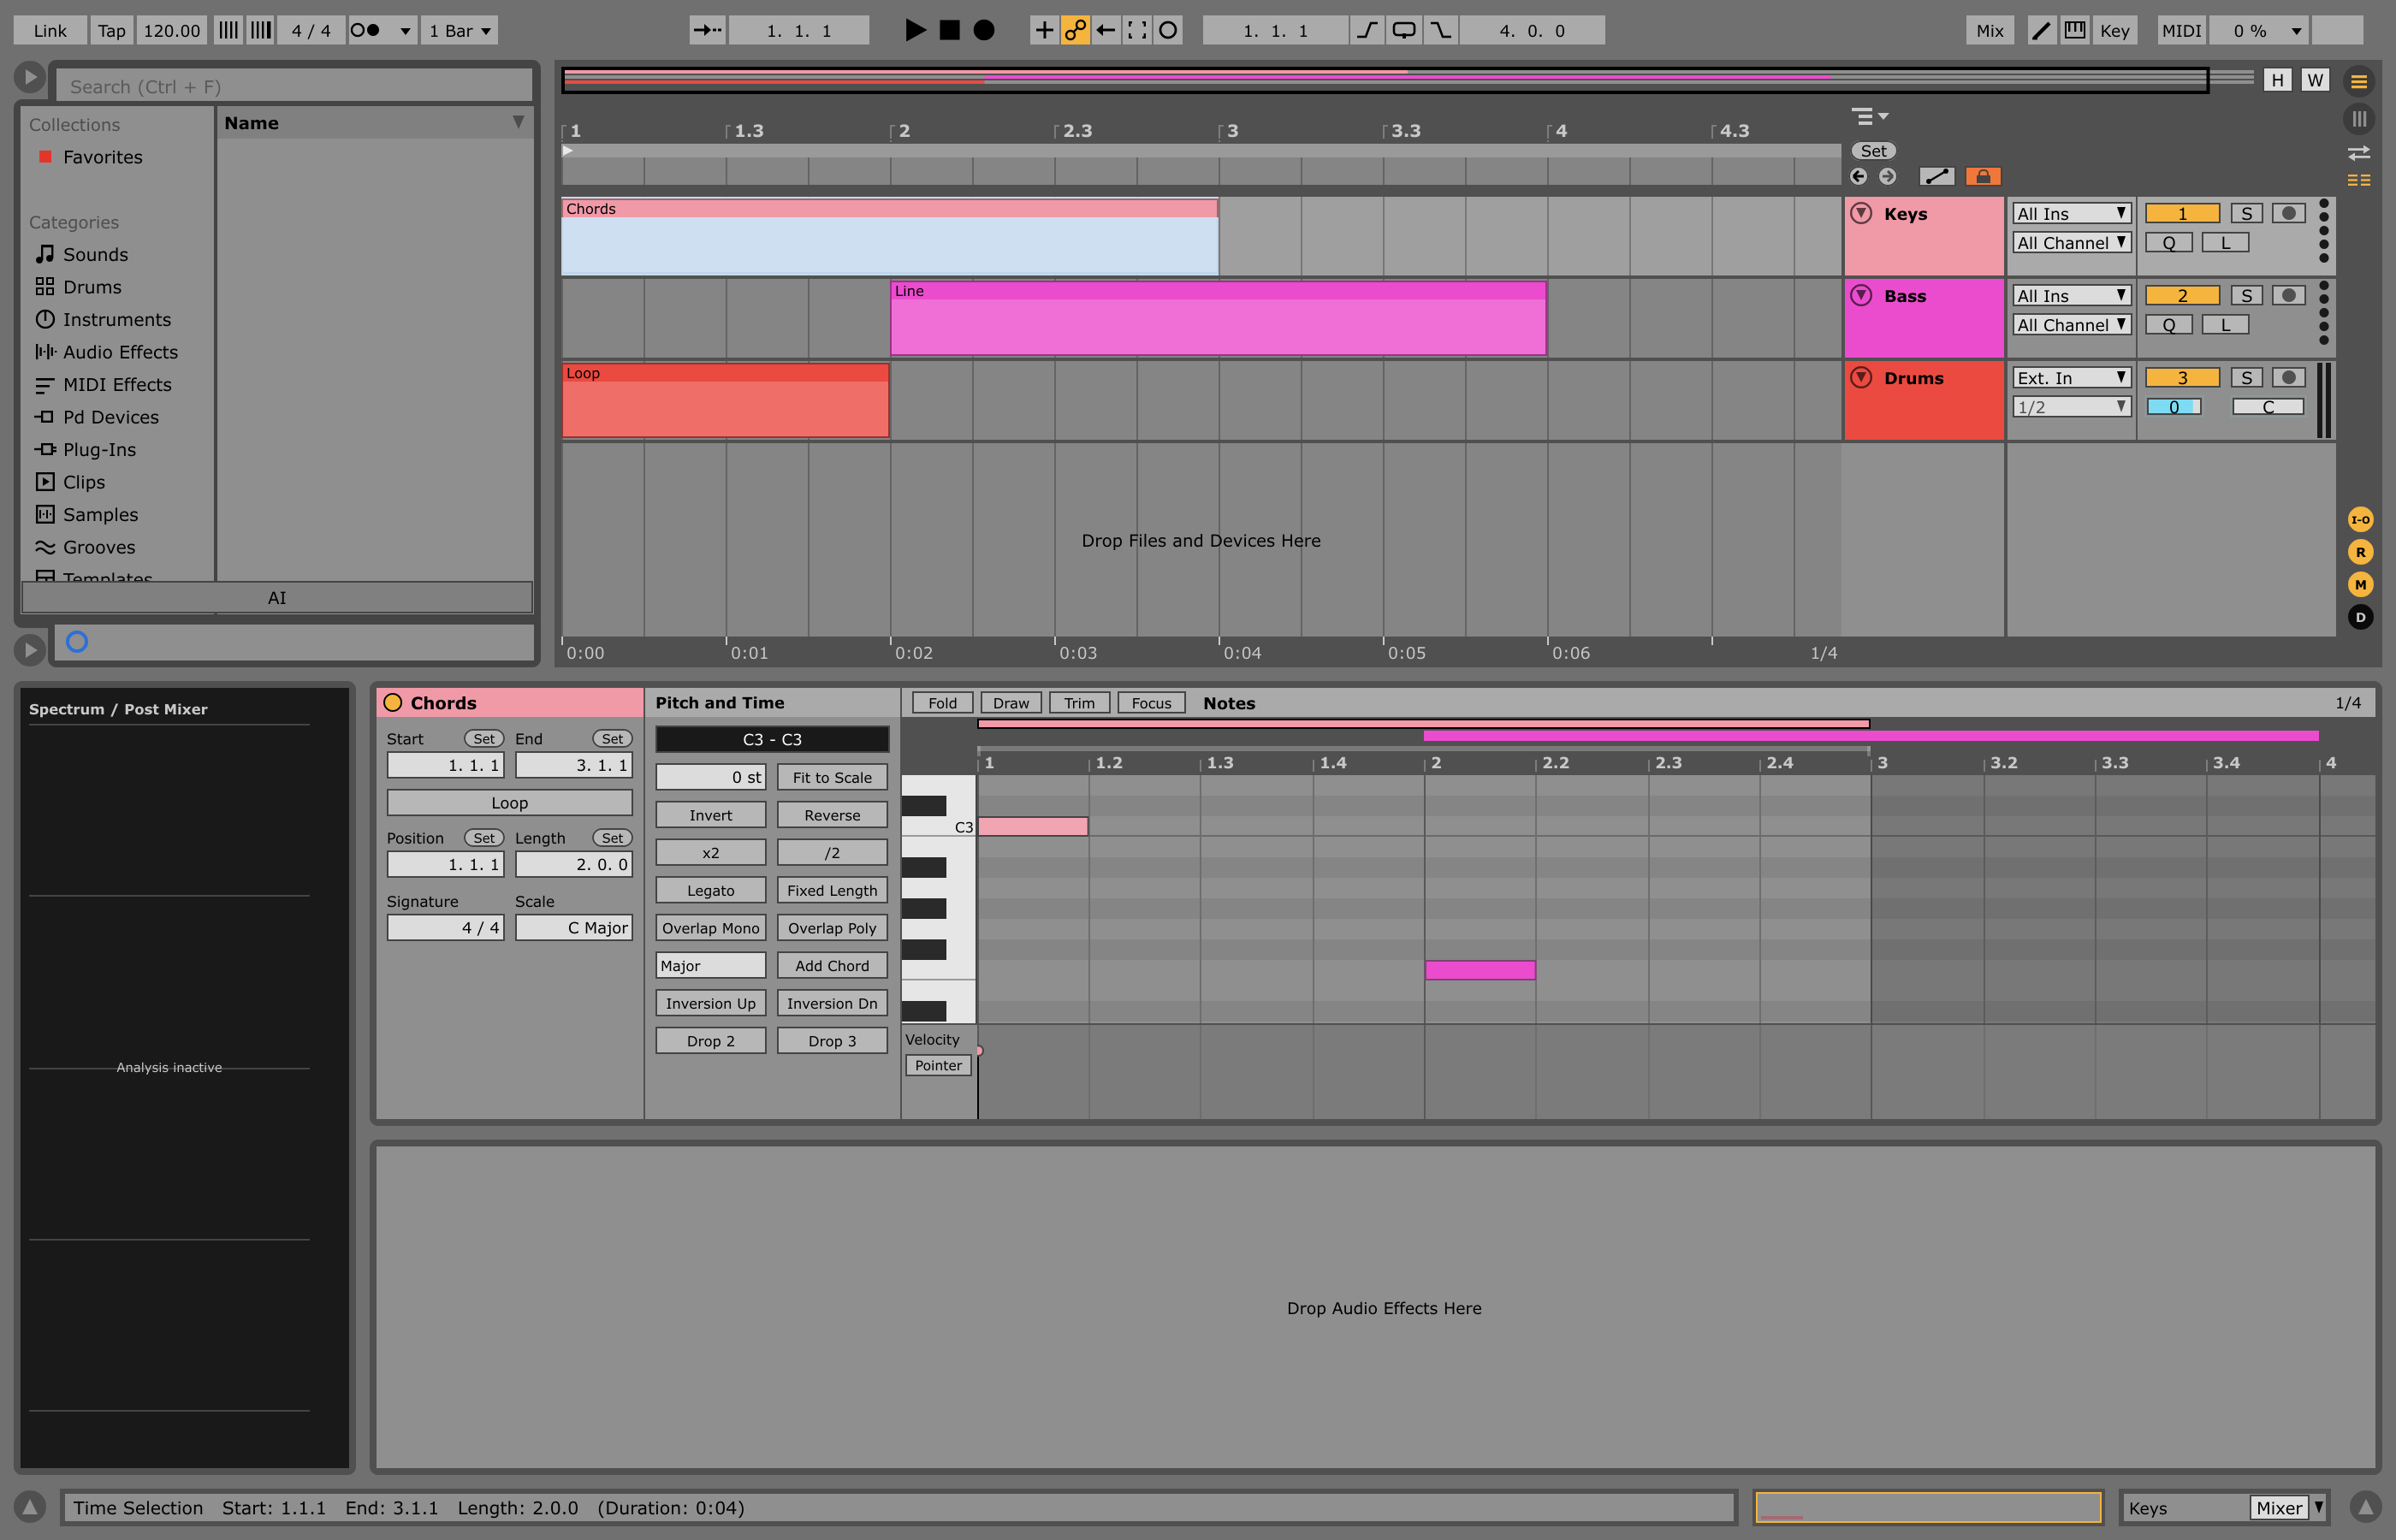 Link Tap 120.00 4 / 4 1 Bar 1. 1. 1 1. 1. 1 4. 0. 0 Mix Key MIDI 0 %
Search (Ctrl + F)
H W
Collections
Name
Favorites
Categories
Sounds
Drums
Instruments
Audio Effects
MIDI Effects
Pd Devices
Plug-Ins
Clips
Samples
Grooves
Templates
AI
1 1.3 2 2.3 3 3.3 4 4.3
Set
Chords
Keys All Ins 1 S
All Channel Q L
Line
Bass All Ins 2 S
All Channel Q L
Loop
Drums Ext. In 3 S
1/2 0 C
Drop Files and Devices Here
I-O
R
M
D
0:00 0:01 0:02 0:03 0:04 0:05 0:06 1/4
Spectrum / Post Mixer
Analysis inactive
Chords
Start Set End Set
1. 1. 1 3. 1. 1
Loop
Position Set Length Set
1. 1. 1 2. 0. 0
Signature Scale
4 / 4 C Major
Pitch and Time
C3 - C3
0 st Fit to Scale
Invert Reverse
x2 /2
Legato Fixed Length
Overlap Mono Overlap Poly
Major Add Chord
Inversion Up Inversion Dn
Drop 2 Drop 3
Fold Draw Trim Focus Notes 1/4
1 1.2 1.3 1.4 2 2.2 2.3 2.4 3 3.2 3.3 3.4 4
C3
Velocity
Pointer
Drop Audio Effects Here
Time Selection Start: 1.1.1 End: 3.1.1 Length: 2.0.0 (Duration: 0:04)
Keys Mixer